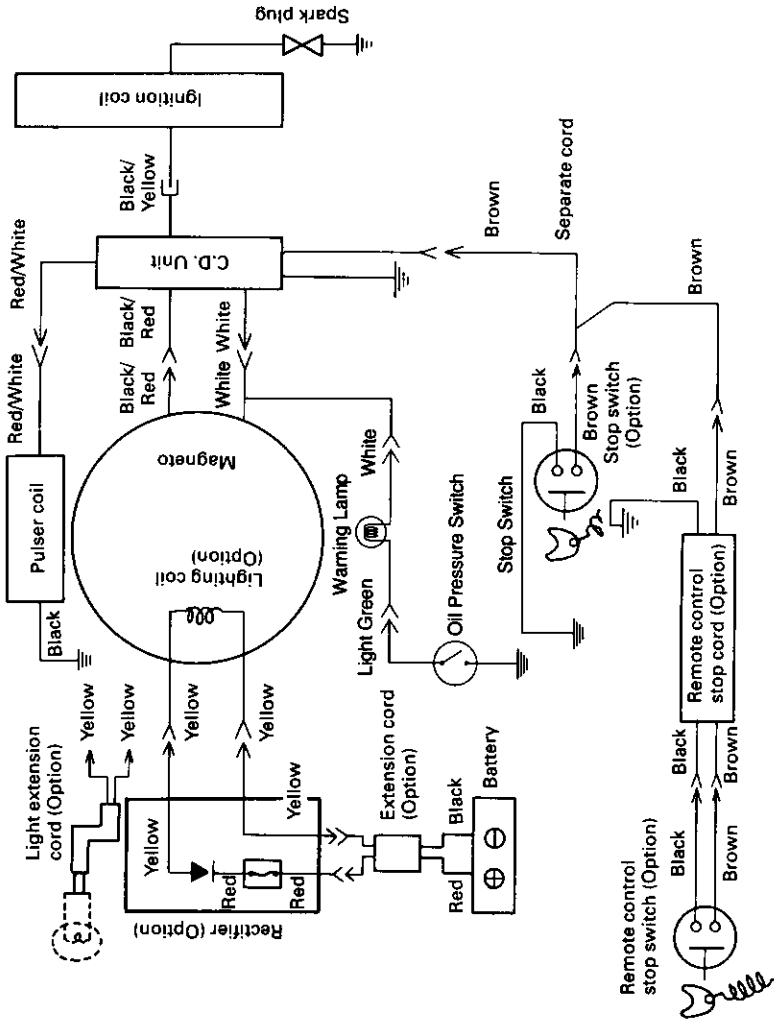 Spark plug
Ignition coil
Black/
Yellow
C.D. Unit
Red/White
Red/White
Black/
Red
Black/
Red
White
White
Brown
Separate cord
Brown
Pulser coil
Black
Magneto
Lighting coil
(Option)
Warning Lamp
White
Light Green
Oil Pressure Switch
Stop Switch
Black
Brown
Stop switch
(Option)
Black
Brown
Light extension
cord (Option)
Yellow
Yellow
Yellow
Yellow
Yellow
Yellow
Red
Red
Rectifier (Option)
Extension cord
(Option)
Black
Red
Battery
⊕ ⊖
Remote control
stop cord (Option)
Black
Brown
Black
Brown
Remote control
stop switch (Option)